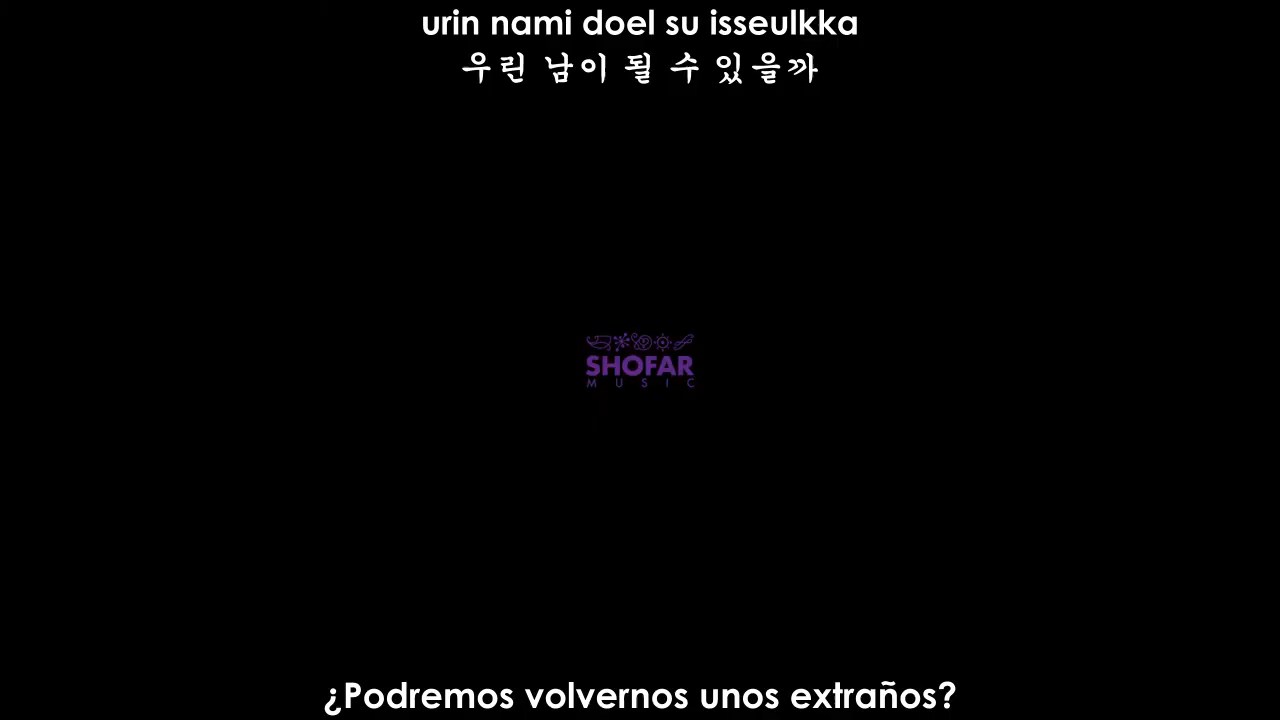 urin nami doel su isseulkka
우린 남이 될 수 있을까
SHOFAR
MUSIC
¿Podremos volvernos unos extraños?